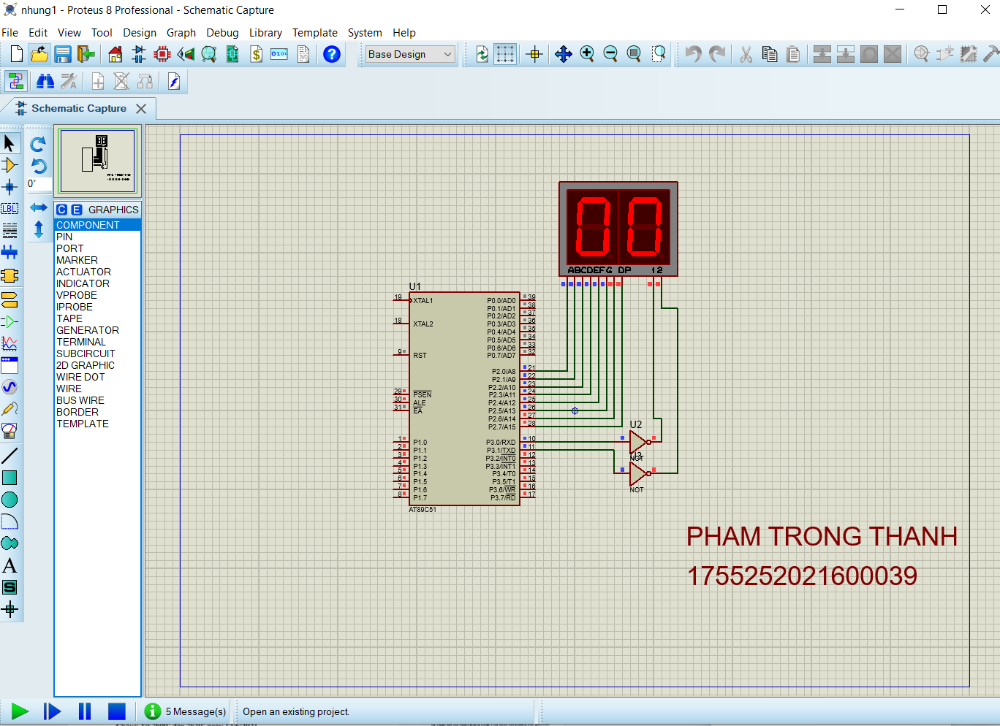 nhung1 - Proteus 8 Professional - Schematic Capture
File Edit View Tool Design Graph Debug Library Template System Help
Base Design
Schematic Capture
0°
C E GRAPHICS
COMPONENT
PIN
PORT
MARKER
ACTUATOR
INDICATOR
VPROBE
IPROBE
TAPE
GENERATOR
TERMINAL
SUBCIRCUIT
2D GRAPHIC
WIRE DOT
WIRE
BUS WIRE
BORDER
TEMPLATE
LBL
A
S
00
ABCDEFG DP 12
U1
19 XTAL1 P0.0/AD0 39
P0.1/AD1 38
P0.2/AD2 37
18 XTAL2 P0.3/AD3 36
P0.4/AD4 35
P0.5/AD5 34
P0.6/AD6 33
9 RST P0.7/AD7 32
P2.0/A8 21
P2.1/A9 22
P2.2/A10 23
29 PSEN P2.3/A11 24
30 ALE P2.4/A12 25
31 EA P2.5/A13 26
P2.6/A14 27
P2.7/A15 28
1 P1.0 P3.0/RXD 10
2 P1.1 P3.1/TXD 11
3 P1.2 P3.2/INT0 12
4 P1.3 P3.3/INT1 13
5 P1.4 P3.4/T0 14
6 P1.5 P3.5/T1 15
7 P1.6 P3.6/WR 16
8 P1.7 P3.7/RD 17
AT89C51
U2
NOT
U3
NOT
PHAM TRONG THANH
1755252021600039
5 Message(s)
Open an existing project.